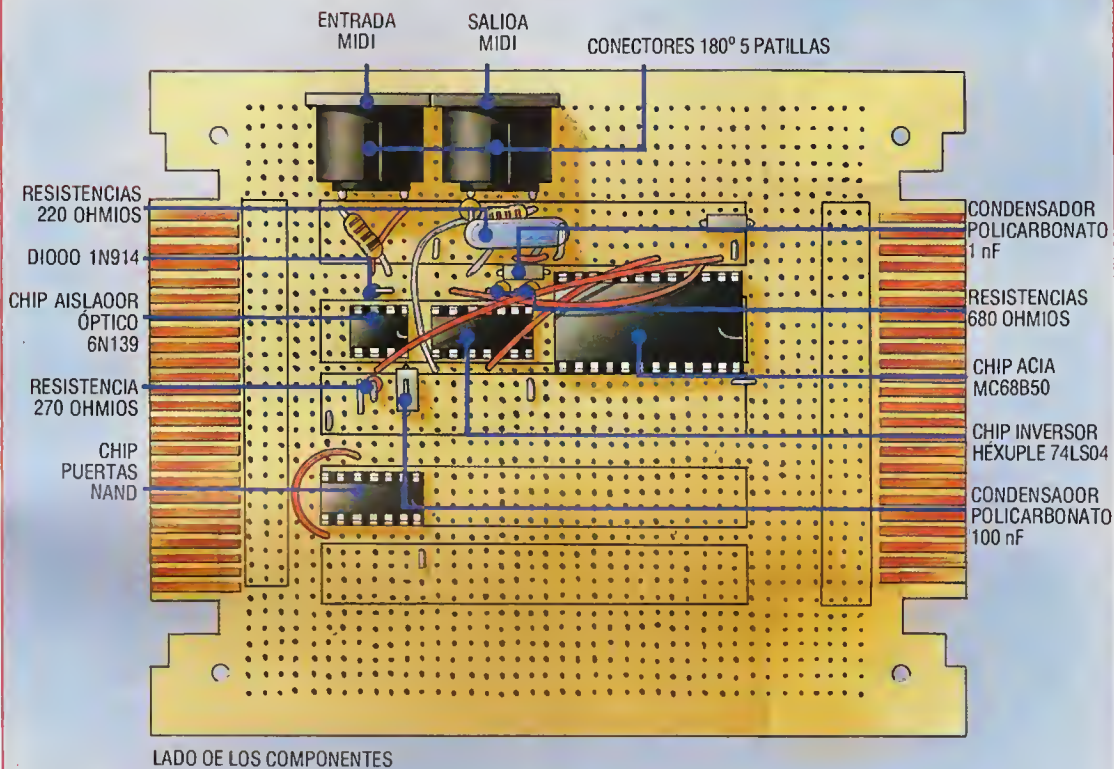 ENTRADA
MIDI
SALIOA
MIDI
CONECTORES 180º 5 PATILLAS
RESISTENCIAS
220 OHMIOS
DIOOO 1N914
CHIP AISLAOOR
ÓPTICO
6N139
RESISTENCIA
270 OHMIOS
CHIP
PUERTAS
NAND
CONDENSADOR
POLICARBONATO
1 nF
RESISTENCIAS
680 OHMIOS
CHIP ACIA
MC68B50
CHIP INVERSOR
HÉXUPLE 74LS04
CONDENSAOOR
POLICARBONATO
100 nF
LADO DE LOS COMPONENTES